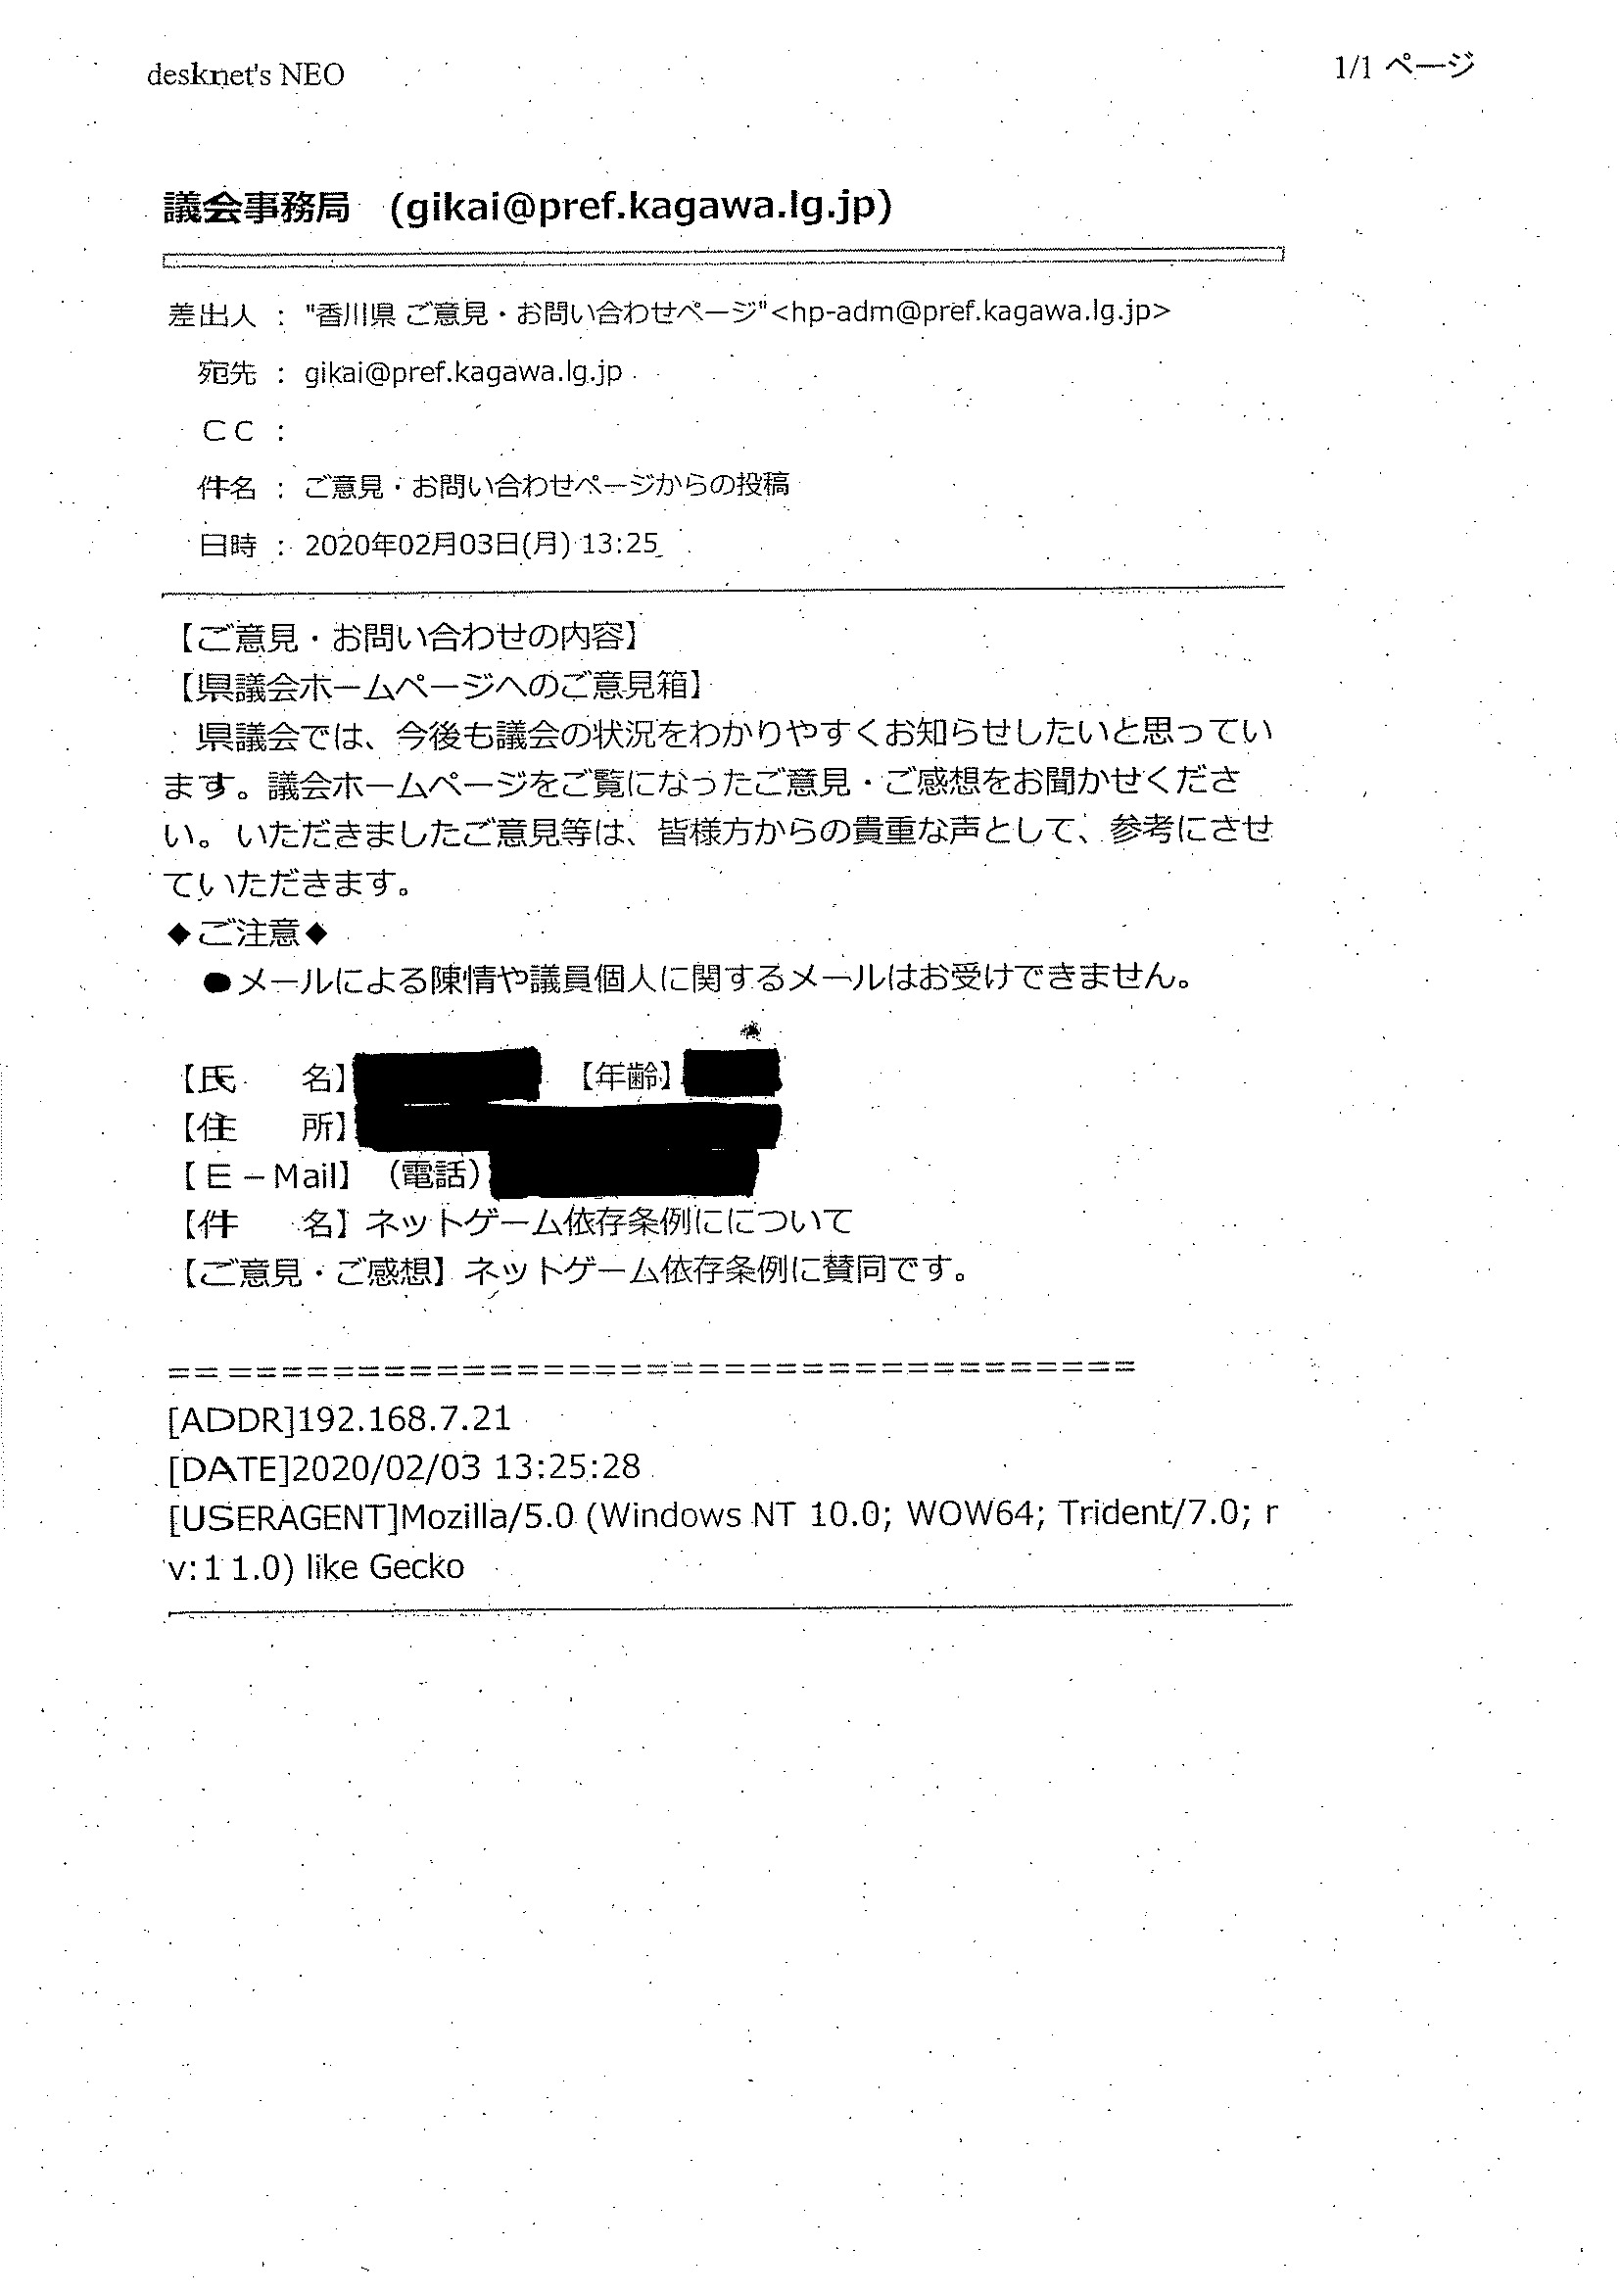 desknet's NEO
1/1 ページ
議会事務局 (gikai@pref.kagawa.lg.jp)
差出人 : "香川県 ご意見・お問い合わせページ"<hp-adm@pref.kagawa.lg.jp>
宛先 : gikai@pref.kagawa.lg.jp
ＣＣ :
件名 : ご意見・お問い合わせページからの投稿
日時 : 2020年02月03日(月) 13:25
【ご意見・お問い合わせの内容】
【県議会ホームページへのご意見箱】
県議会では、今後も議会の状況をわかりやすくお知らせしたいと思ってい
ます。議会ホームページをご覧になったご意見・ご感想をお聞かせくださ
い。いただきましたご意見等は、皆様方からの貴重な声として、参考にさせ
ていただきます。
◆ご注意◆
●メールによる陳情や議員個人に関するメールはお受けできません。
【氏　　名】 【年齢】
【住　　所】
【Ｅ－Mail】（電話）
【件　　名】ネットゲーム依存条例にについて
【ご意見・ご感想】ネットゲーム依存条例に賛同です。
=====================================
[ADDR]192.168.7.21
[DATE]2020/02/03 13:25:28
[USERAGENT]Mozilla/5.0 (Windows NT 10.0; WOW64; Trident/7.0; r
v:11.0) like Gecko